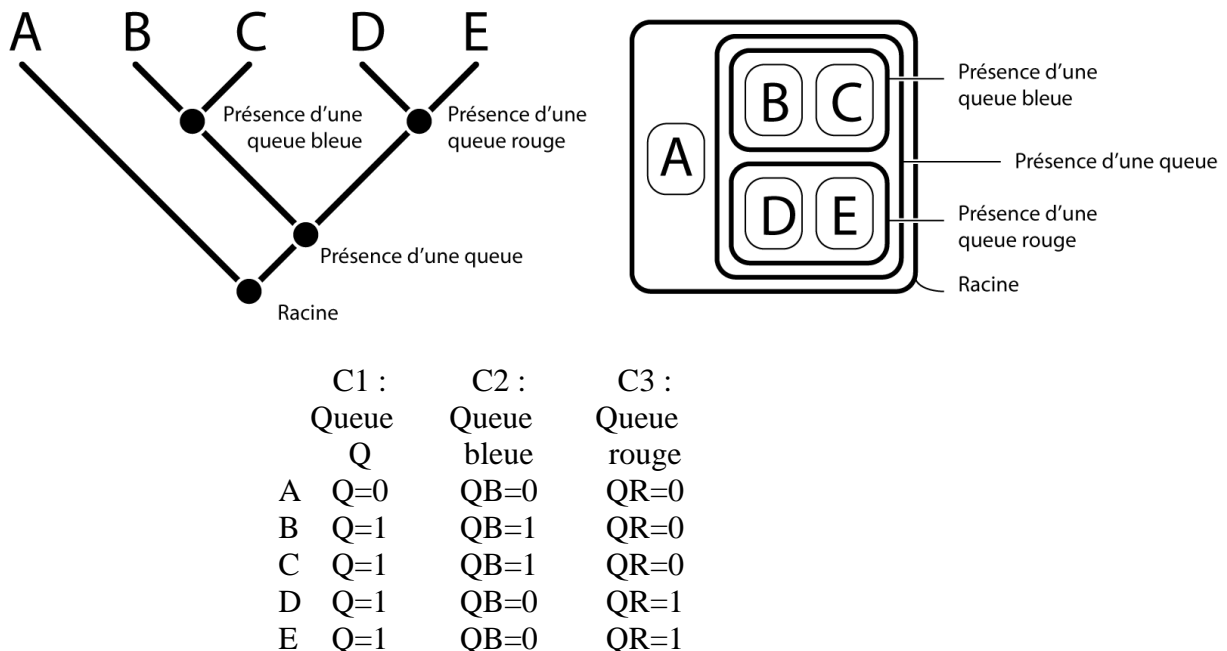 A B C D E
Présence d'une
queue bleue
Présence d'une
queue rouge
Présence d'une queue
Racine
A
B C
D E
Présence d'une
queue bleue
Présence d'une queue
Présence d'une
queue rouge
Racine
C1 : C2 : C3 :
Queue Queue Queue
Q bleue rouge
A Q=0 QB=0 QR=0
B Q=1 QB=1 QR=0
C Q=1 QB=1 QR=0
D Q=1 QB=0 QR=1
E Q=1 QB=0 QR=1